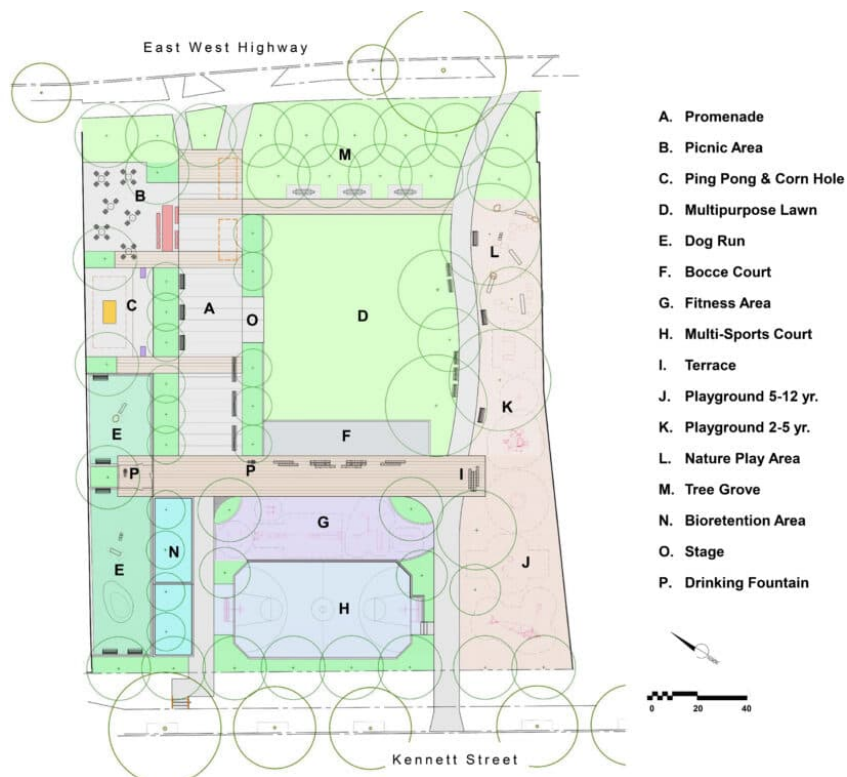 East West Highway
M
B
L
C
A
O
D
K
E
F
P
P
I
G
N
E
J
H
Kennett Street
A. Promenade
B. Picnic Area
C. Ping Pong & Corn Hole
D. Multipurpose Lawn
E. Dog Run
F. Bocce Court
G. Fitness Area
H. Multi-Sports Court
I. Terrace
J. Playground 5-12 yr.
K. Playground 2-5 yr.
L. Nature Play Area
M. Tree Grove
N. Bioretention Area
O. Stage
P. Drinking Fountain
0 20 40